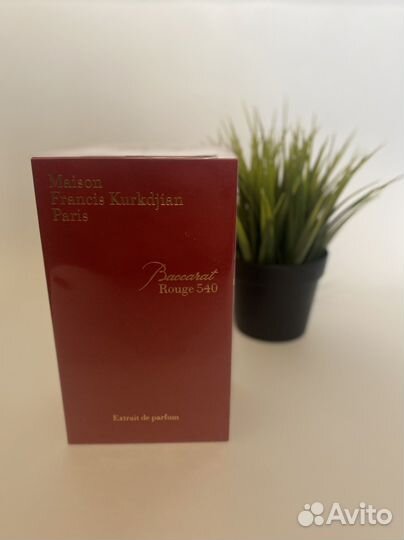 Maison
Francis Kurkdjian
Paris
Baccarat
Rouge 540
Extrait de parfum
Avito